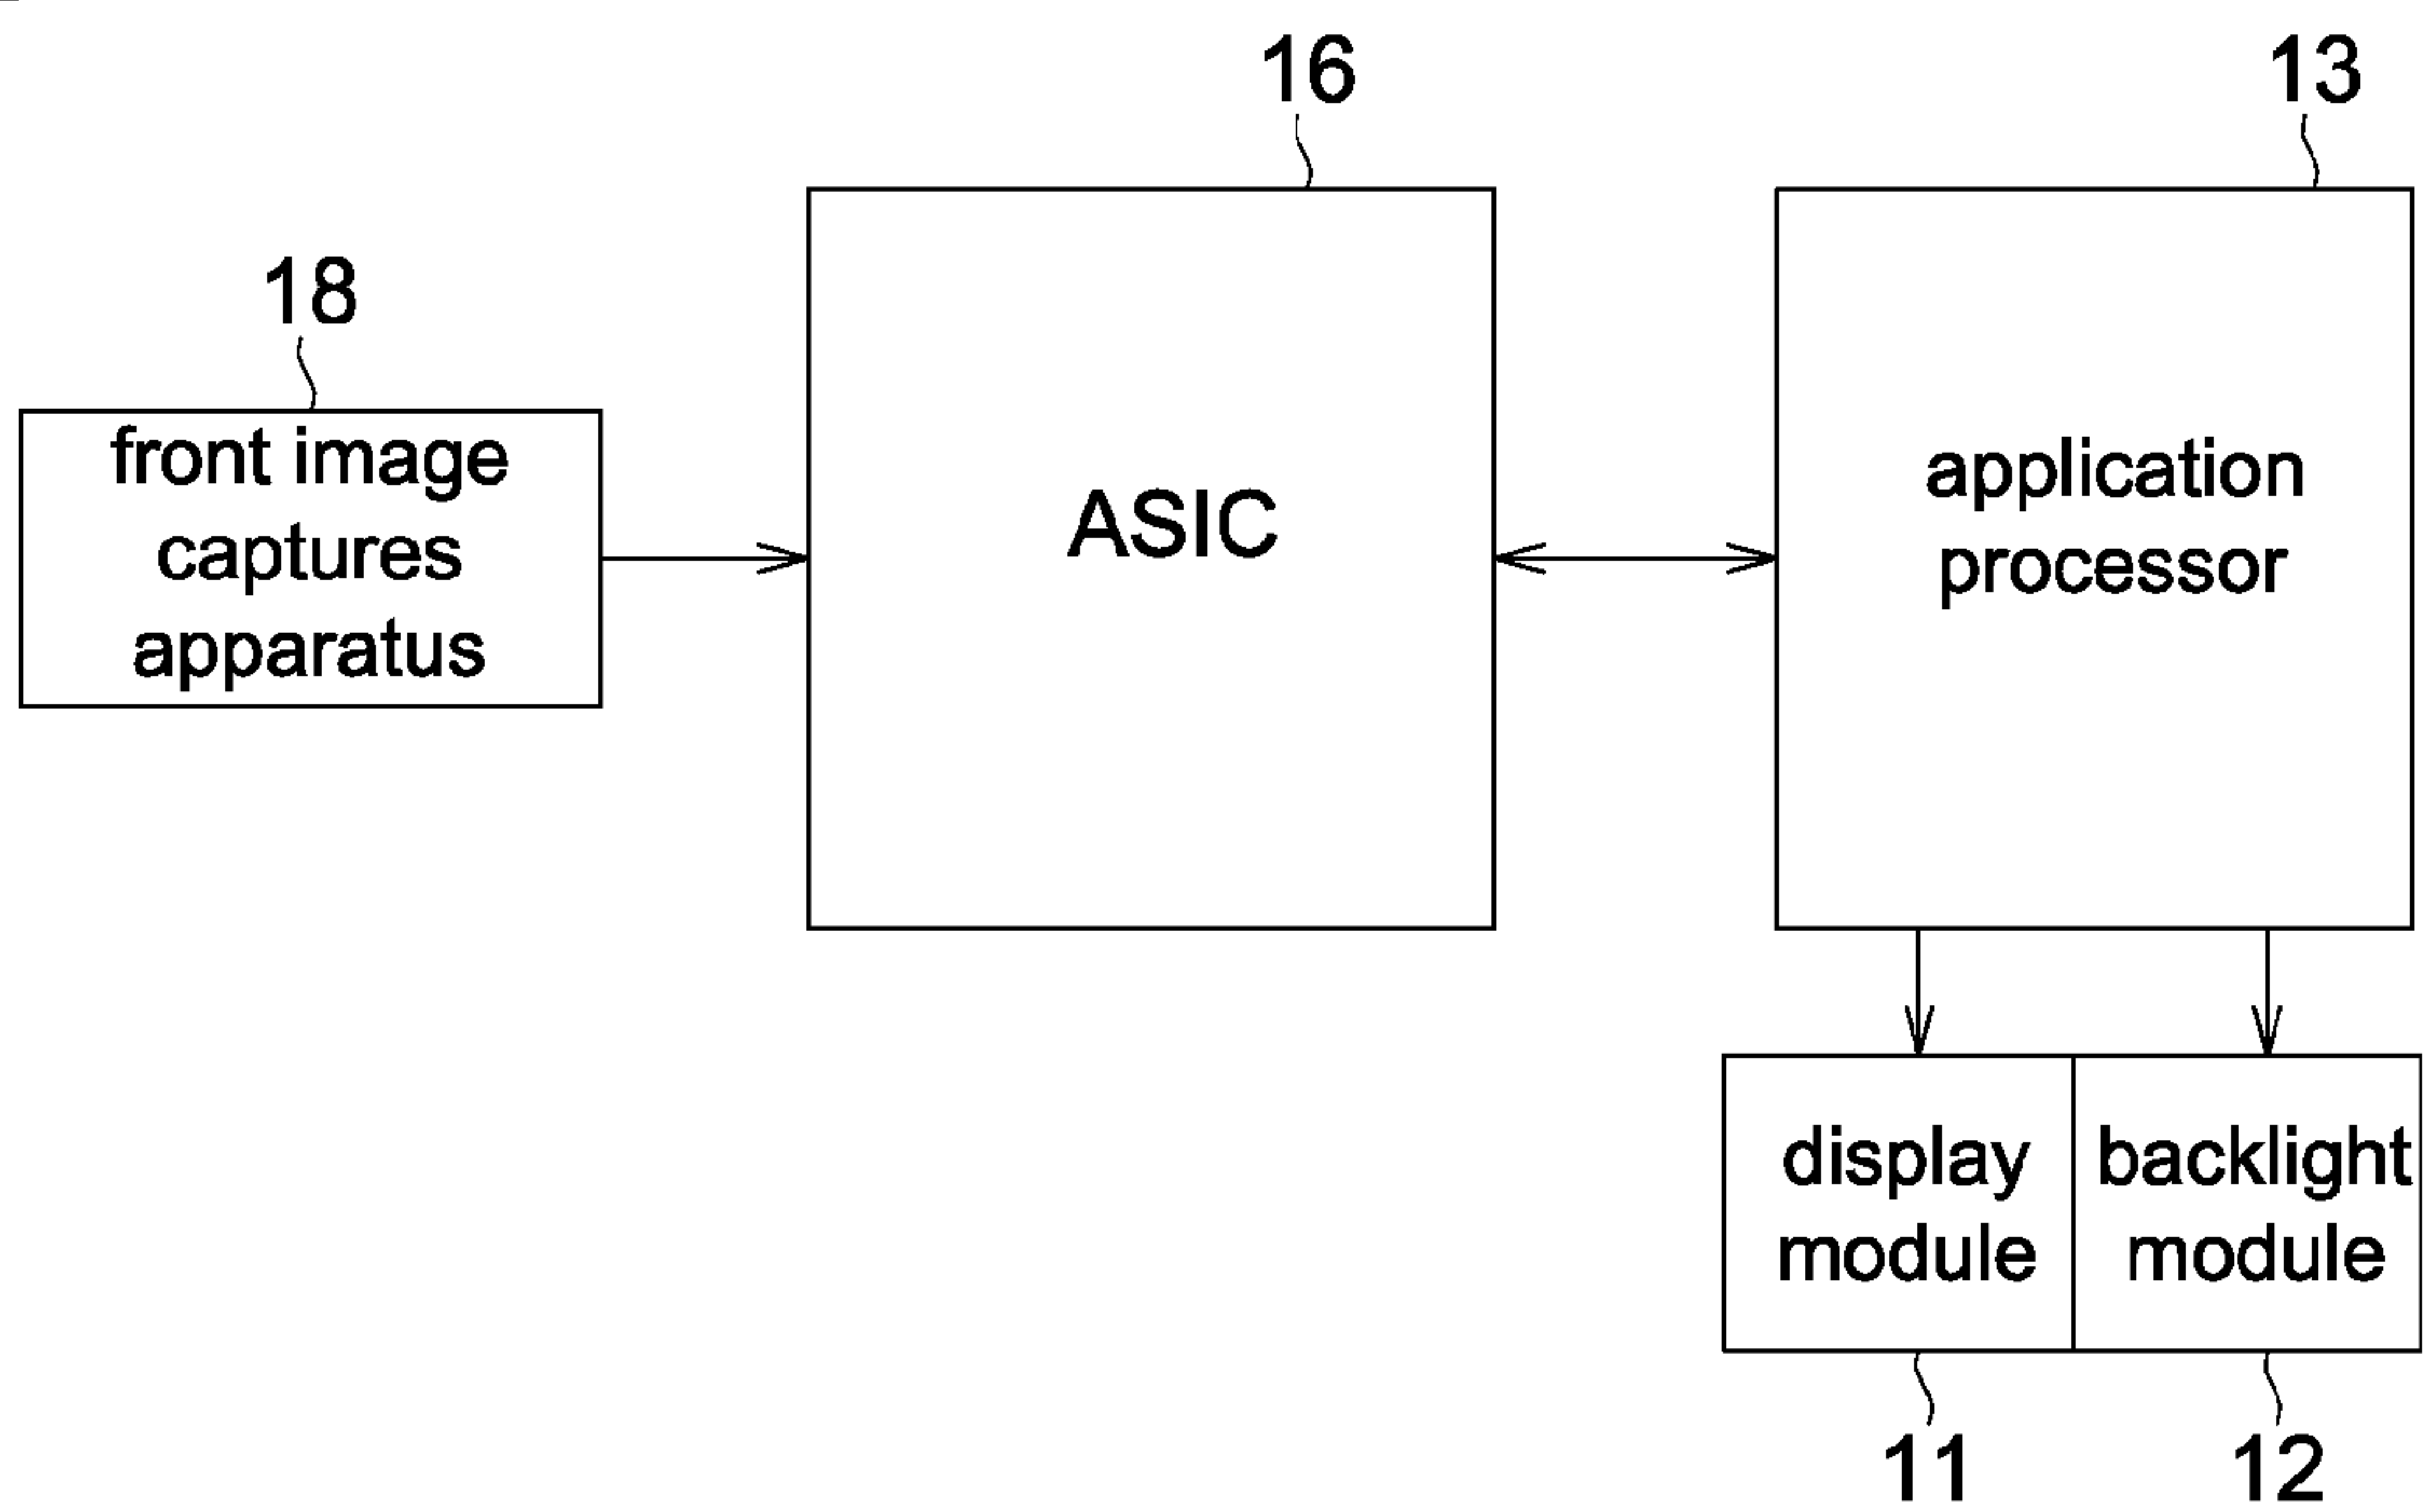 16
13
18
front image
captures
apparatus
ASIC
application
processor
display
module
backlight
module
11
12